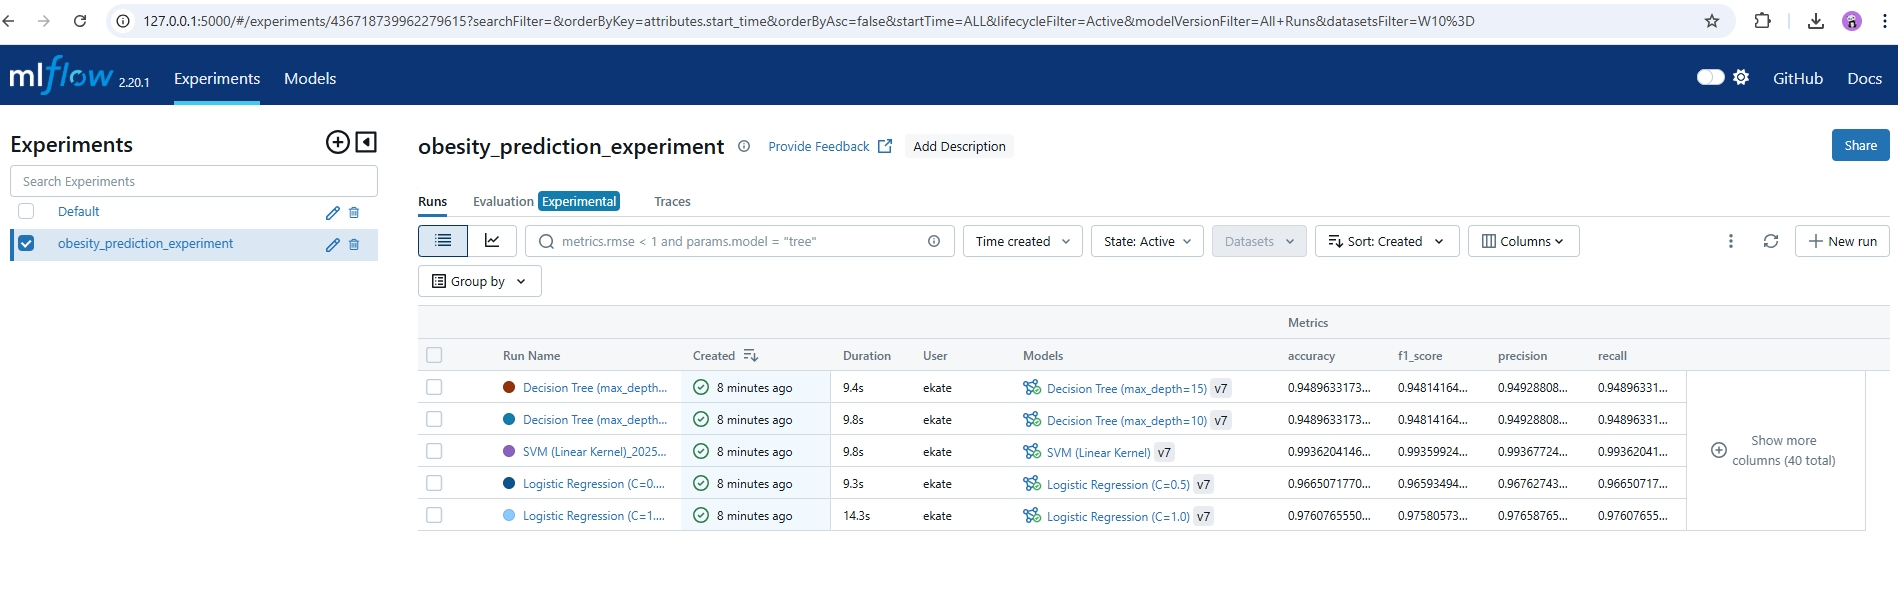 127.0.0.1:5000/#/experiments/436718739962279615?searchFilter=&orderByKey=attributes.start_time&orderByAsc=false&startTime=ALL&lifecycleFilter=Active&modelVersionFilter=All+Runs&datasetsFilter=W10%3D
mlflow 2.20.1 Experiments Models GitHub Docs
Experiments
Search Experiments
Default
obesity_prediction_experiment
obesity_prediction_experiment Provide Feedback Add Description Share
Runs Evaluation Experimental Traces
metrics.rmse < 1 and params.model = "tree" Time created State: Active Datasets Sort: Created Columns New run
Group by
Metrics
Run Name Created Duration User Models accuracy f1_score precision recall
Decision Tree (max_depth... 8 minutes ago 9.4s ekate Decision Tree (max_depth=15) v7 0.9489633173... 0.94814164... 0.94928808... 0.94896331...
Decision Tree (max_depth... 8 minutes ago 9.8s ekate Decision Tree (max_depth=10) v7 0.9489633173... 0.94814164... 0.94928808... 0.94896331...
SVM (Linear Kernel)_2025... 8 minutes ago 9.8s ekate SVM (Linear Kernel) v7 0.9936204146... 0.99359924... 0.99367724... 0.99362041...
Logistic Regression (C=0.... 8 minutes ago 9.3s ekate Logistic Regression (C=0.5) v7 0.9665071770... 0.96593494... 0.96762743... 0.96650717...
Logistic Regression (C=1.... 8 minutes ago 14.3s ekate Logistic Regression (C=1.0) v7 0.9760765550... 0.97580573... 0.97658765... 0.97607655...
Show more
columns (40 total)